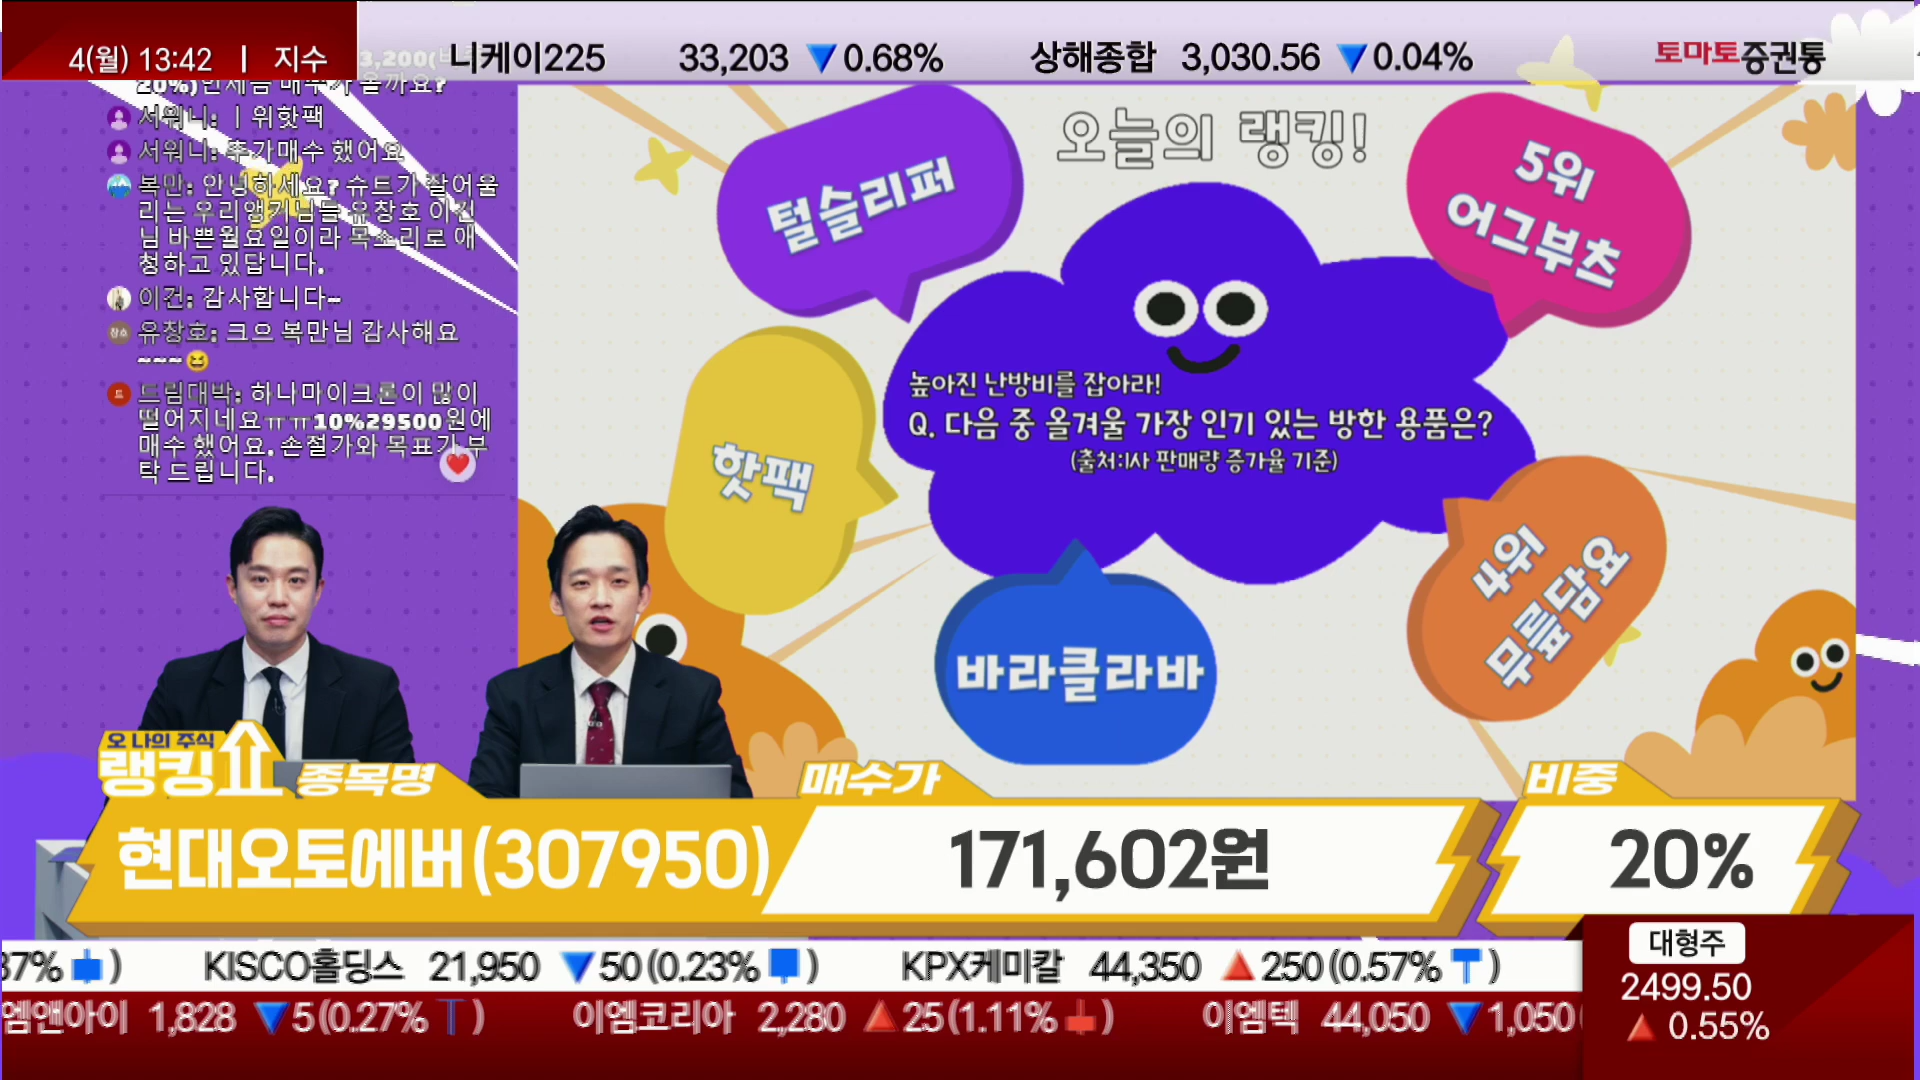 4(월) 13:42 | 지수
니케이225 33,203 ▼0.68%
상해종합 3,030.56 ▼0.04%
토마토증권통
3,200(
20%)인세금 매수가 올까요?
서워니: ㅣ위핫팩
서워니: 추가매수 했어요
복만: 안녕하세요? 슈트가 잘어울
리는 우리앵커님들 유창호 이건
님 바쁜월요일이라 목소리로 애
청하고 있답니다.
이건: 감사합니다~
유창호: 크으 복만님 감사해요
~~~😆
드림대박: 하나마이크론이 많이
떨어지네요ㅠㅠ10%29500원에
매수 했어요. 손절가와 목표가 부
탁 드립니다.
오늘의 랭킹!
털슬리퍼
5위
어그부츠
높아진 난방비를 잡아라!
Q. 다음 중 올겨울 가장 인기 있는 방한 용품은?
(출처:I사 판매량 증가율 기준)
핫팩
4위
무릎담요
바라클라바
오 나의 주식
랭킹
종목명
매수가
비중
현대오토에버(307950)
171,602원
20%
37% )
KISCO홀딩스 21,950 ▼50(0.23% )
KPX케미칼 44,350 ▲250(0.57% )
엠앤아이 1,828 ▼5(0.27% )
이엠코리아 2,280 ▲25(1.11% )
이엠텍 44,050 ▼1,050(
대형주
2499.50
▲ 0.55%